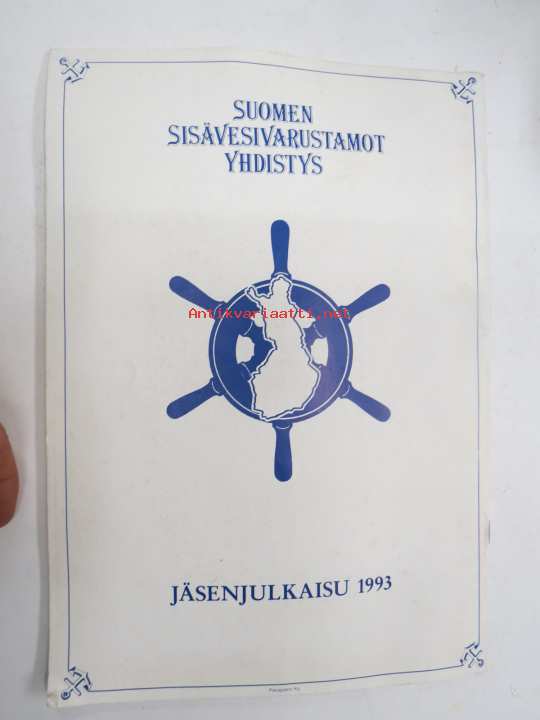 SUOMEN
SISÄVESIVARUSTAMOT
YHDISTYS
Antikvariaatti.net
JÄSENJULKAISU 1993